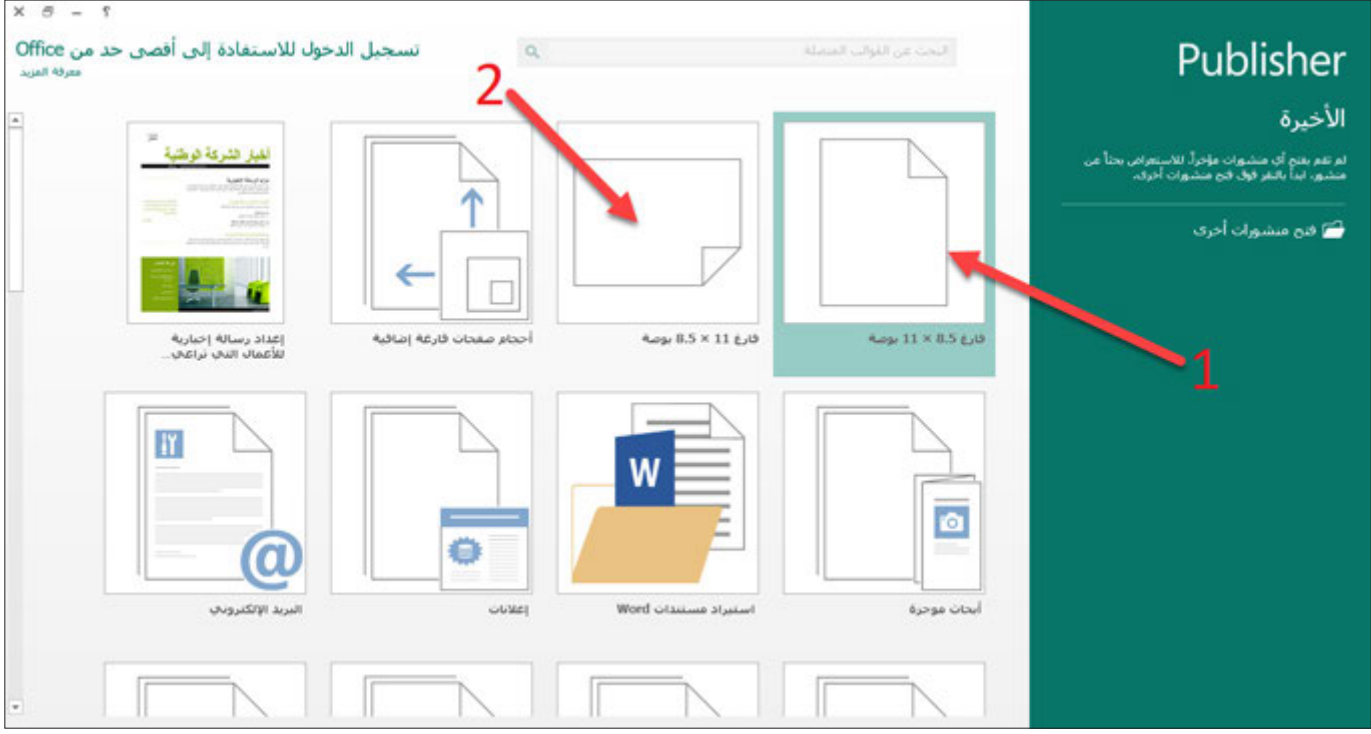 ؟
تسجيل الدخول للاستفادة إلى أقصى حد من Office
معرفة المزيد
البحث عن القوالب المتصلة
Publisher
الأخيرة
لم تقم بفتح أي منشورات مؤخراً. للاستعراض بحثاً عن
منشور، ابدأ بالنقر فوق فتح منشورات أخرى.
فتح منشورات أخرى
1
2
فارغ 8.5 × 11 بوصة
فارغ 11 × 8.5 بوصة
أحجام صفحات فارغة إضافية
أخبار الشركة الوطنية
إعداد رسالة إخبارية
للأعمال التي تراعي...
أبحاث موجزة
W
استيراد مستندات Word
إعلانات
@
البريد الإلكتروني